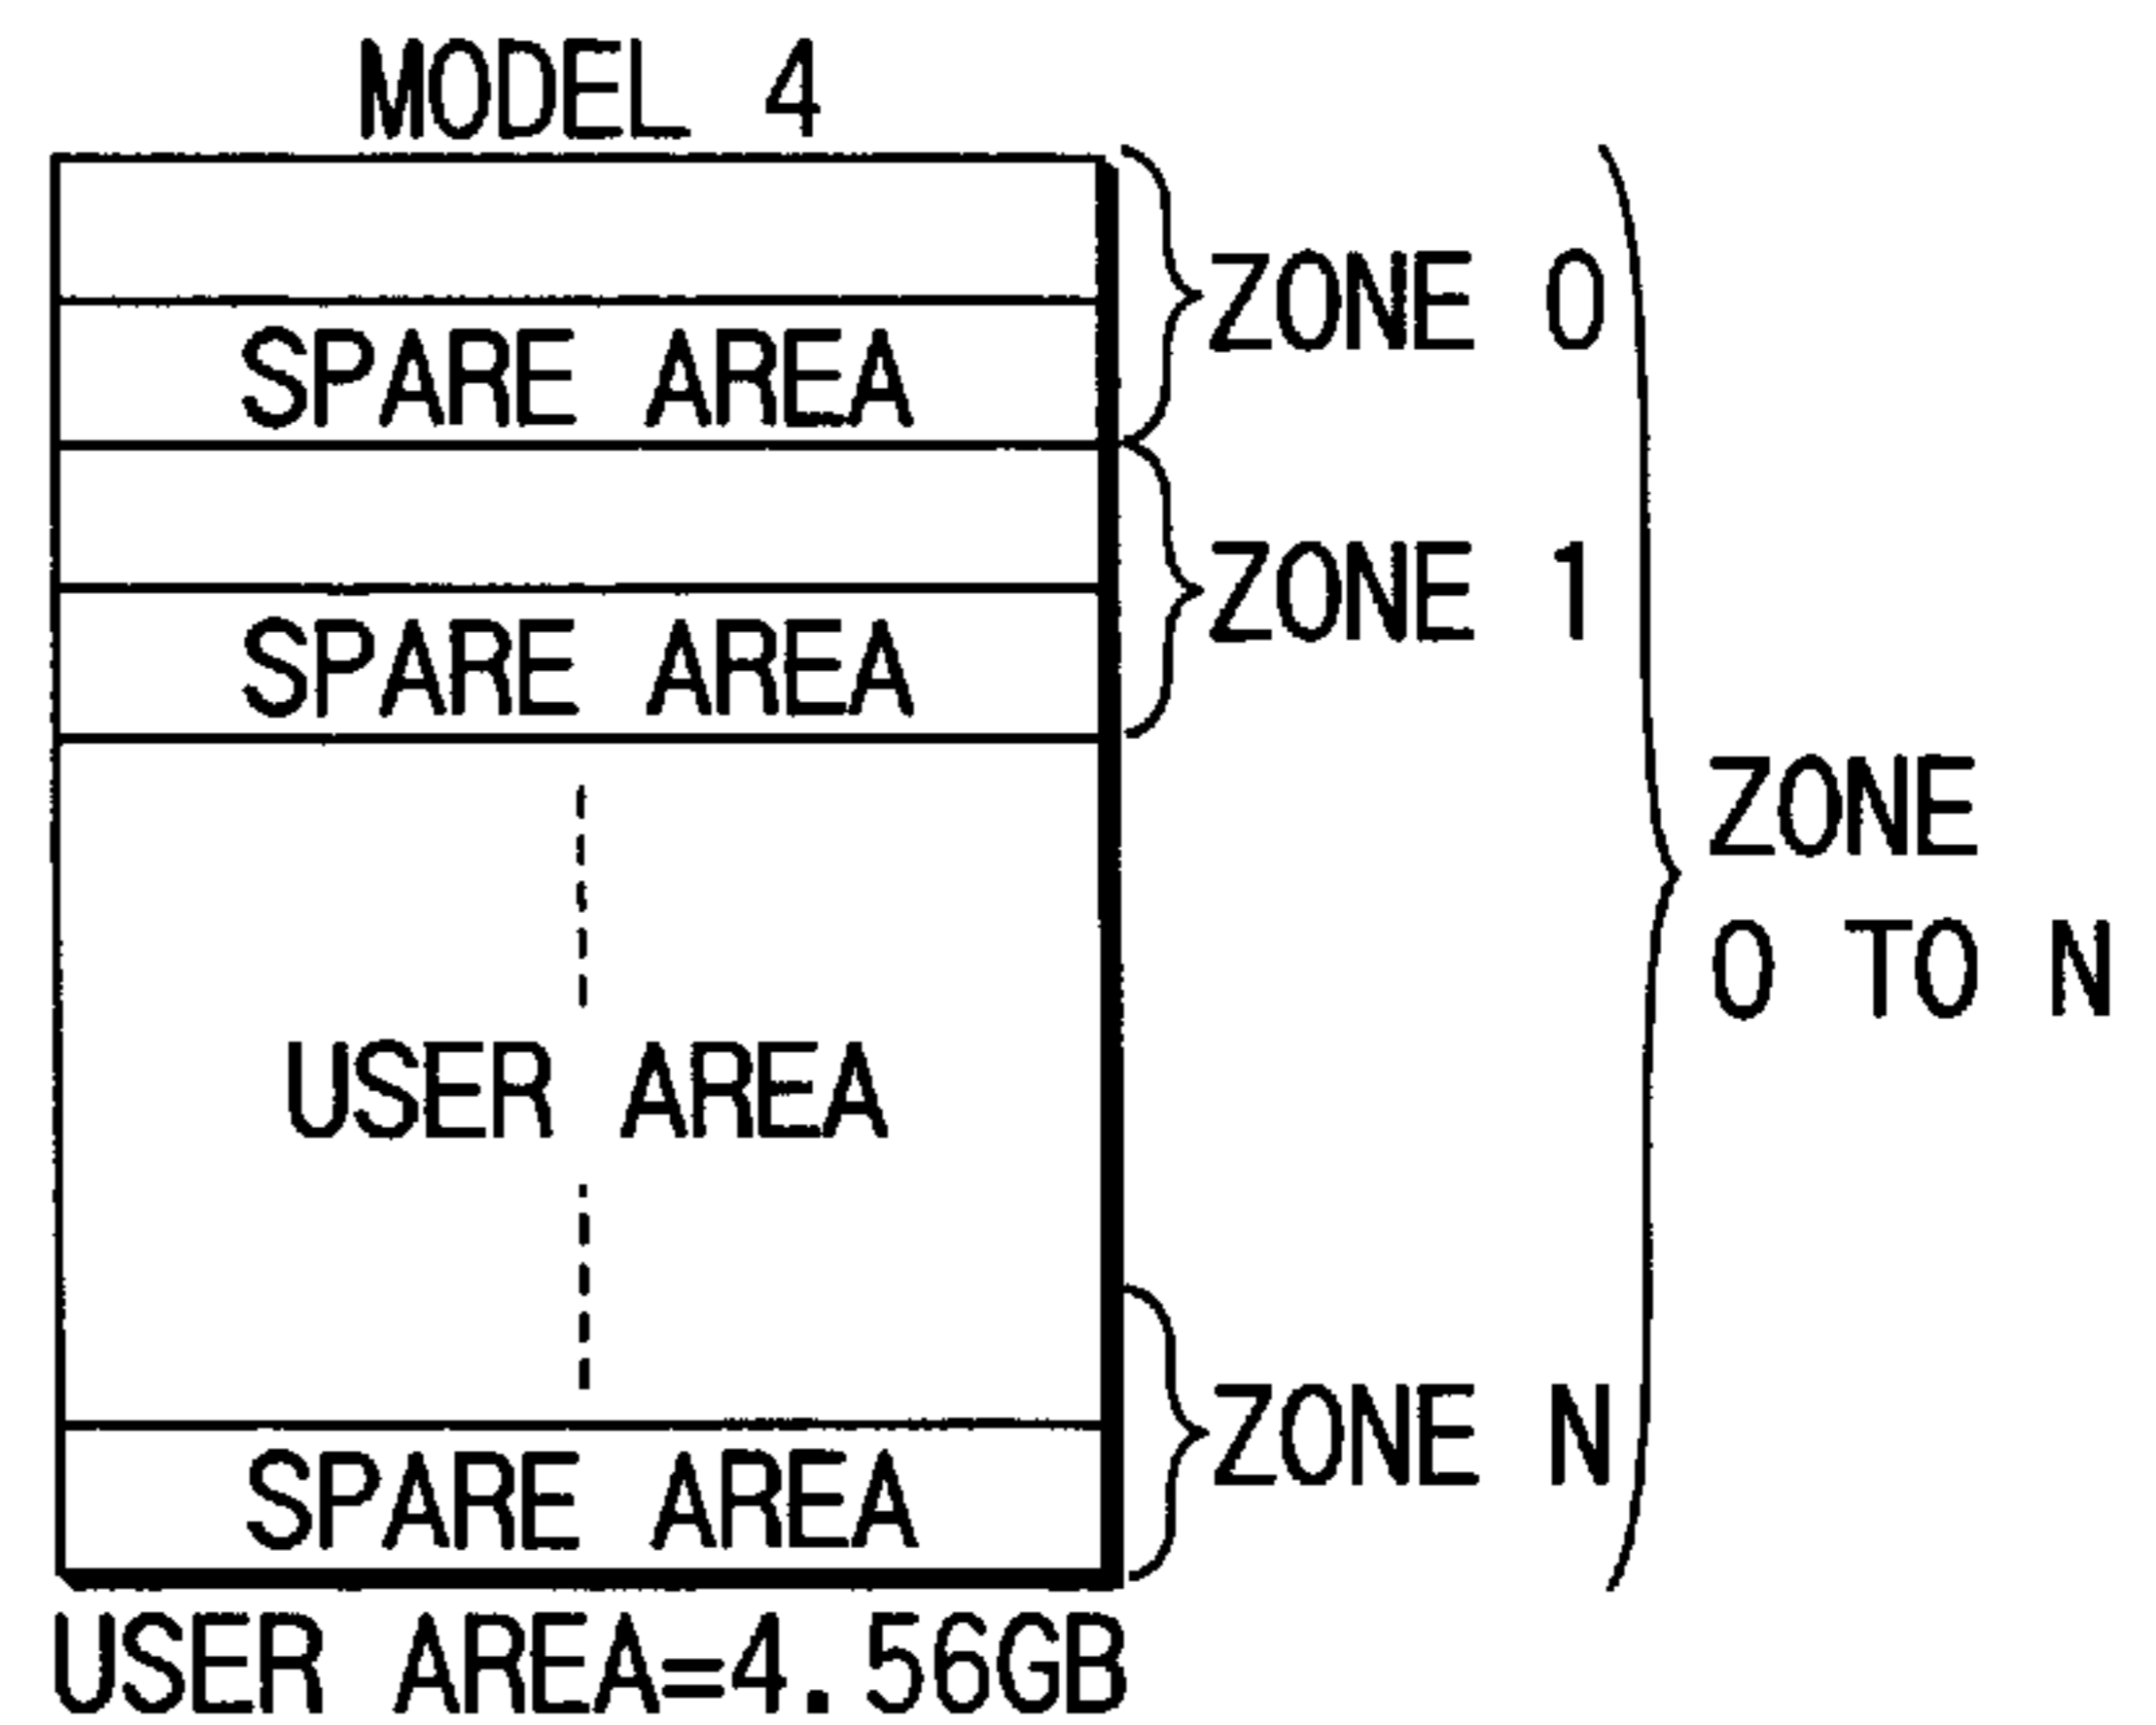 MODEL 4
ZONE 0
SPARE AREA
ZONE 1
SPARE AREA
ZONE
0 TO N
USER AREA
ZONE N
SPARE AREA
USER AREA=4.56GB